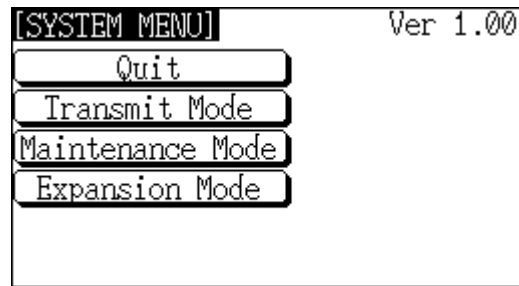 [SYSTEM MENU] Ver 1.00
Quit
Transmit Mode
Maintenance Mode
Expansion Mode